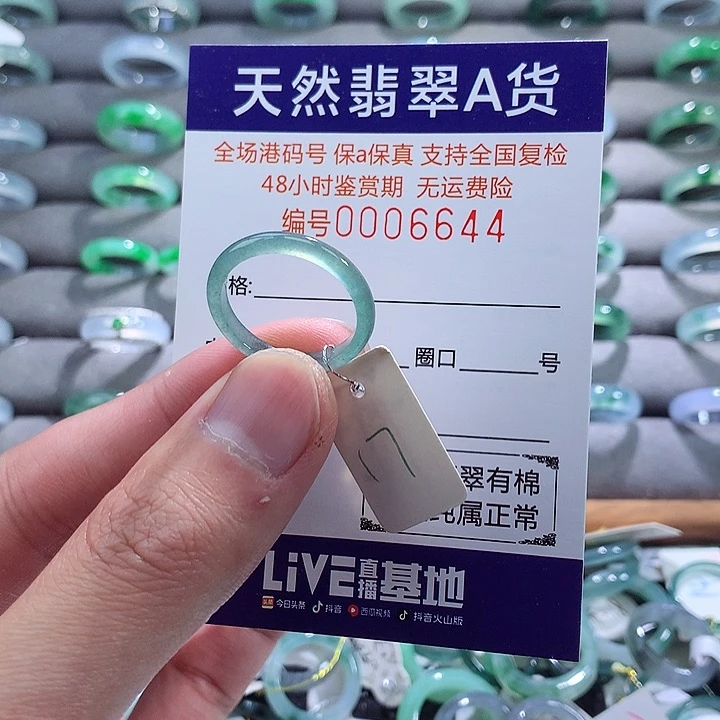 天然翡翠A货
全场港码号 保a保真 支持全国复检
48小时鉴赏期 无运费险
编号0006644
格:
圈口 号
17
翠有棉
属正常
LiVE直播基地
今日头条 抖音 西瓜视频 抖音火山版